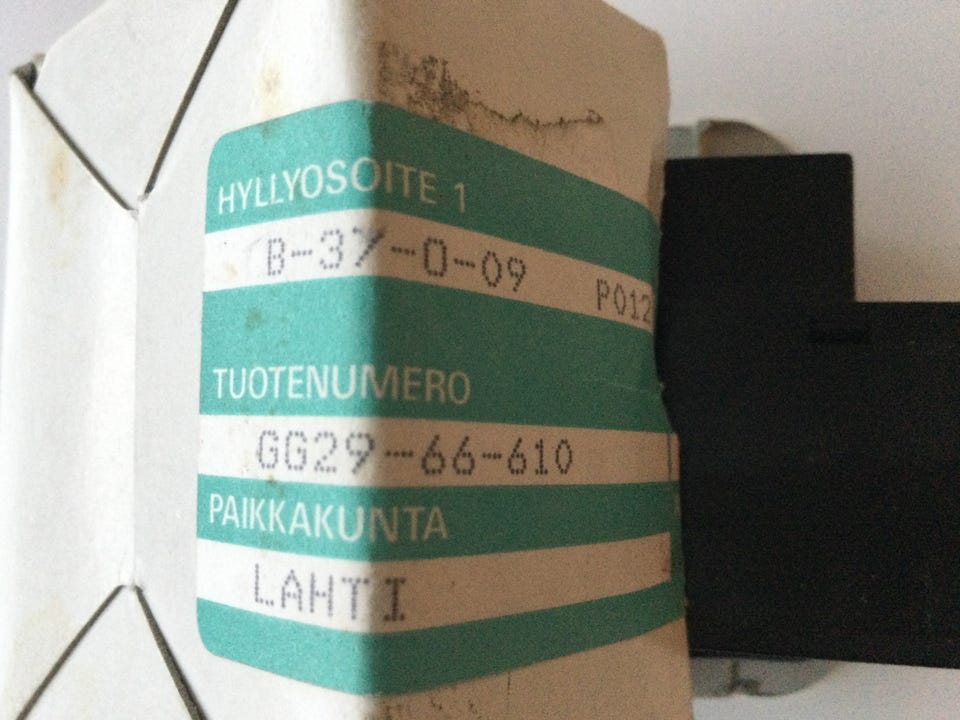 HYLLYOSOITE 1
B-37-0-09 P012
TUOTENUMERO
GG29-66-610
PAIKKAKUNTA
LAHTI